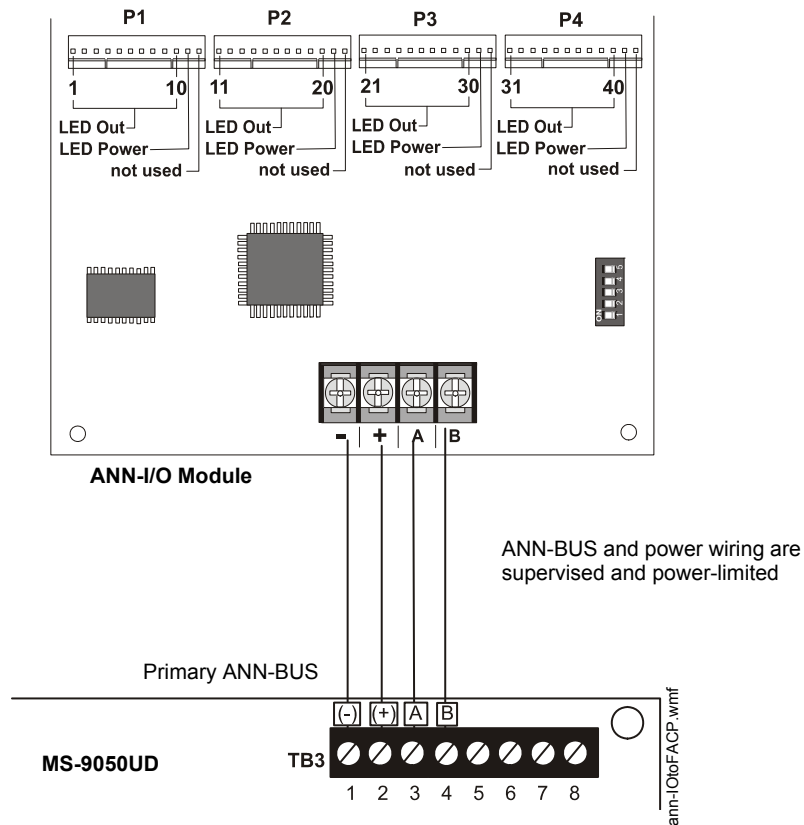 P1 P2 P3 P4
1 10 11 20 21 30 31 40
LED Out LED Out LED Out LED Out
LED Power LED Power LED Power LED Power
not used not used not used not used
ON 1 2 3 4 5
- + A B
ANN-I/O Module
ANN-BUS and power wiring are
supervised and power-limited
Primary ANN-BUS
(-) (+) A B
MS-9050UD TB3
1 2 3 4 5 6 7 8
ann-IOtoFACP.wmf